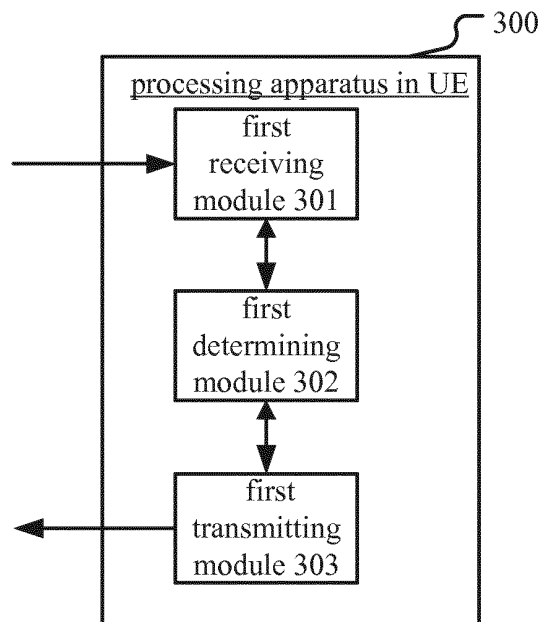 300
processing apparatus in UE
first
receiving
module 301
first
determining
module 302
first
transmitting
module 303